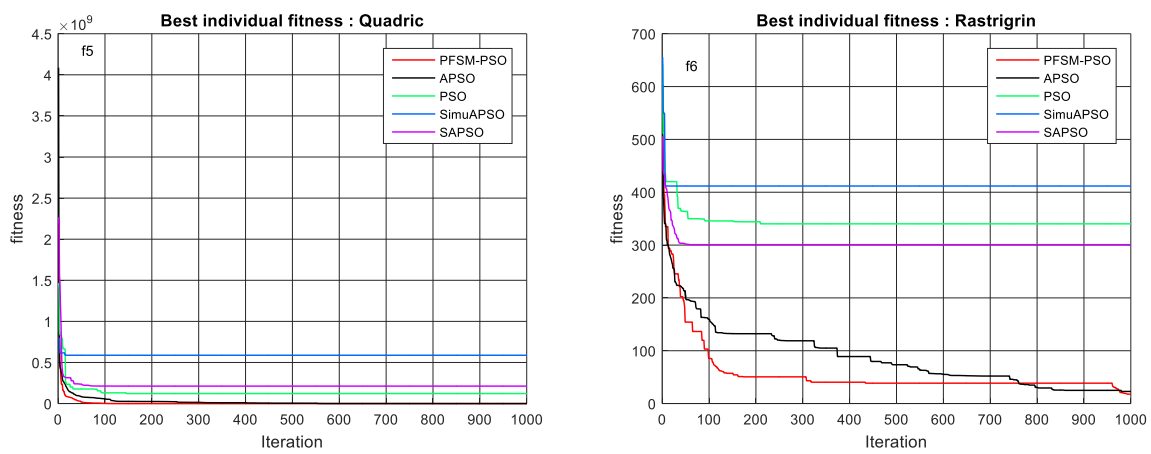 Best individual fitness : Quadric
×10^9
4.5
4
3.5
3
2.5
2
1.5
1
0.5
0
fitness
f5
PFSM-PSO
APSO
PSO
SimuAPSO
SAPSO
0 100 200 300 400 500 600 700 800 900 1000
Iteration
Best individual fitness : Rastrigrin
700
600
500
400
300
200
100
0
fitness
f6
PFSM-PSO
APSO
PSO
SimuAPSO
SAPSO
0 100 200 300 400 500 600 700 800 900 1000
Iteration